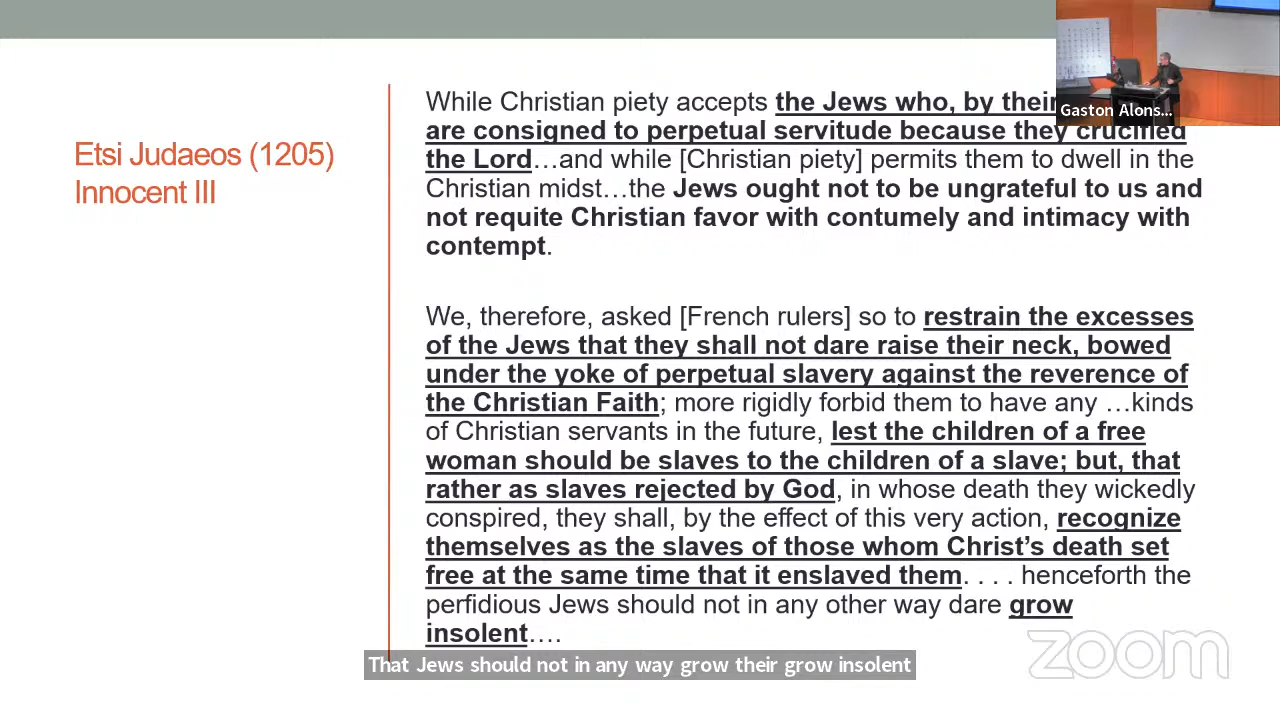 Etsi Judaeos (1205)
Innocent III
While Christian piety accepts the Jews who, by their
are consigned to perpetual servitude because they crucified
the Lord…and while [Christian piety] permits them to dwell in the
Christian midst…the Jews ought not to be ungrateful to us and
not requite Christian favor with contumely and intimacy with
contempt.
We, therefore, asked [French rulers] so to restrain the excesses
of the Jews that they shall not dare raise their neck, bowed
under the yoke of perpetual slavery against the reverence of
the Christian Faith; more rigidly forbid them to have any …kinds
of Christian servants in the future, lest the children of a free
woman should be slaves to the children of a slave; but, that
rather as slaves rejected by God, in whose death they wickedly
conspired, they shall, by the effect of this very action, recognize
themselves as the slaves of those whom Christ's death set
free at the same time that it enslaved them. . . . henceforth the
perfidious Jews should not in any other way dare grow
insolent….
Gaston Alons...
That Jews should not in any way grow their grow insolent
zoom